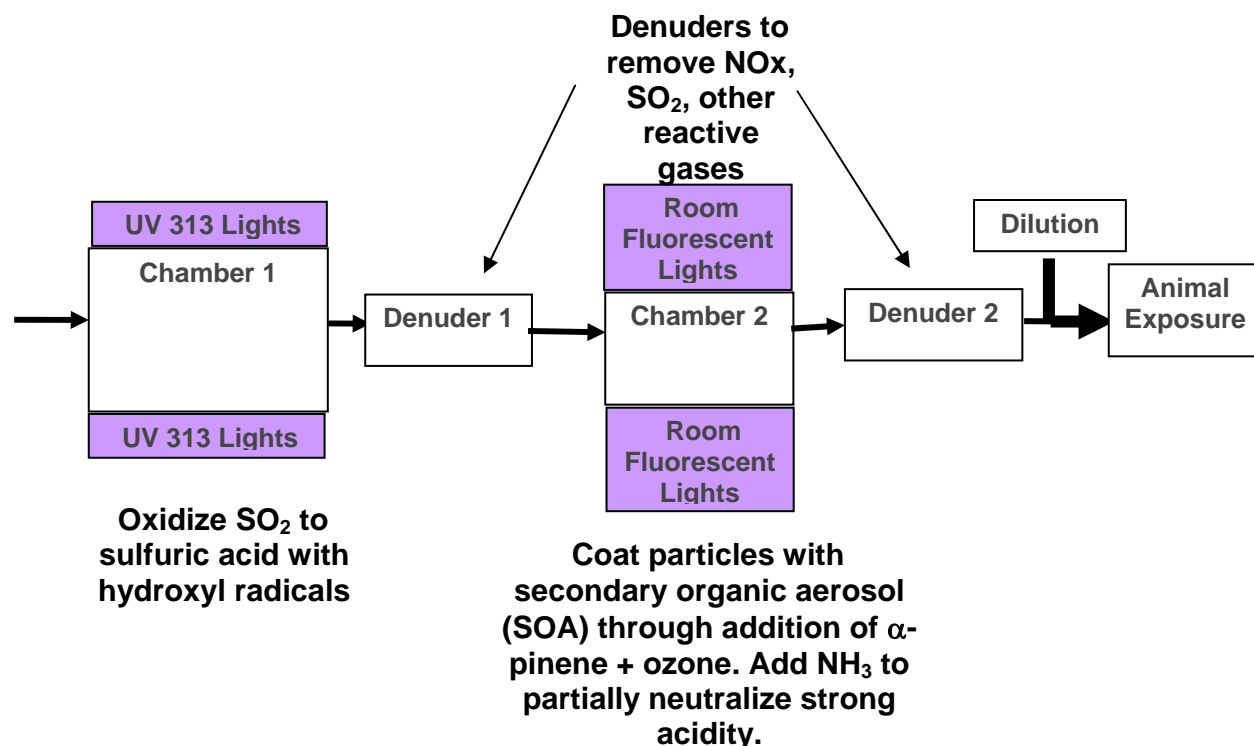 Denuders to
remove NOx,
SO₂, other
reactive
gases
UV 313 Lights
Chamber 1
UV 313 Lights
Denuder 1
Room
Fluorescent
Lights
Chamber 2
Room
Fluorescent
Lights
Denuder 2
Dilution
Animal
Exposure
Oxidize SO₂ to
sulfuric acid with
hydroxyl radicals
Coat particles with
secondary organic aerosol
(SOA) through addition of α-
pinene + ozone. Add NH₃ to
partially neutralize strong
acidity.